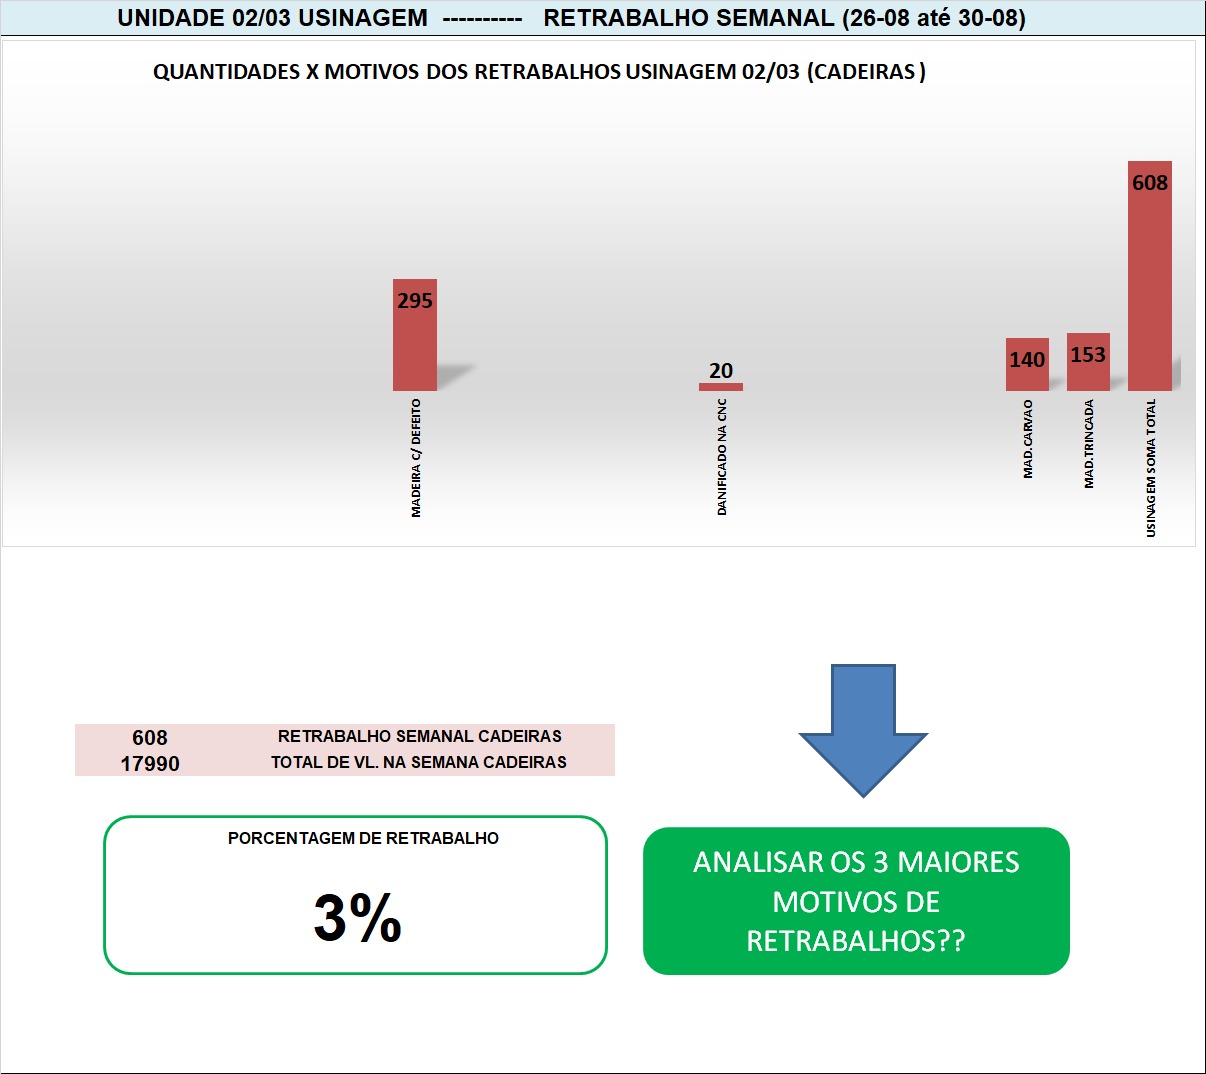 UNIDADE 02/03 USINAGEM ---------- RETRABALHO SEMANAL (26-08 até 30-08)
QUANTIDADES X MOTIVOS DOS RETRABALHOS USINAGEM 02/03 (CADEIRAS )
295
20
140
153
608
MADEIRA C/ DEFEITO
DANIFICADO NA CNC
MAD.CARVAO
MAD.TRINCADA
USINAGEM SOMA TOTAL
608 RETRABALHO SEMANAL CADEIRAS
17990 TOTAL DE VL. NA SEMANA CADEIRAS
PORCENTAGEM DE RETRABALHO
3%
ANALISAR OS 3 MAIORES
MOTIVOS DE
RETRABALHOS??